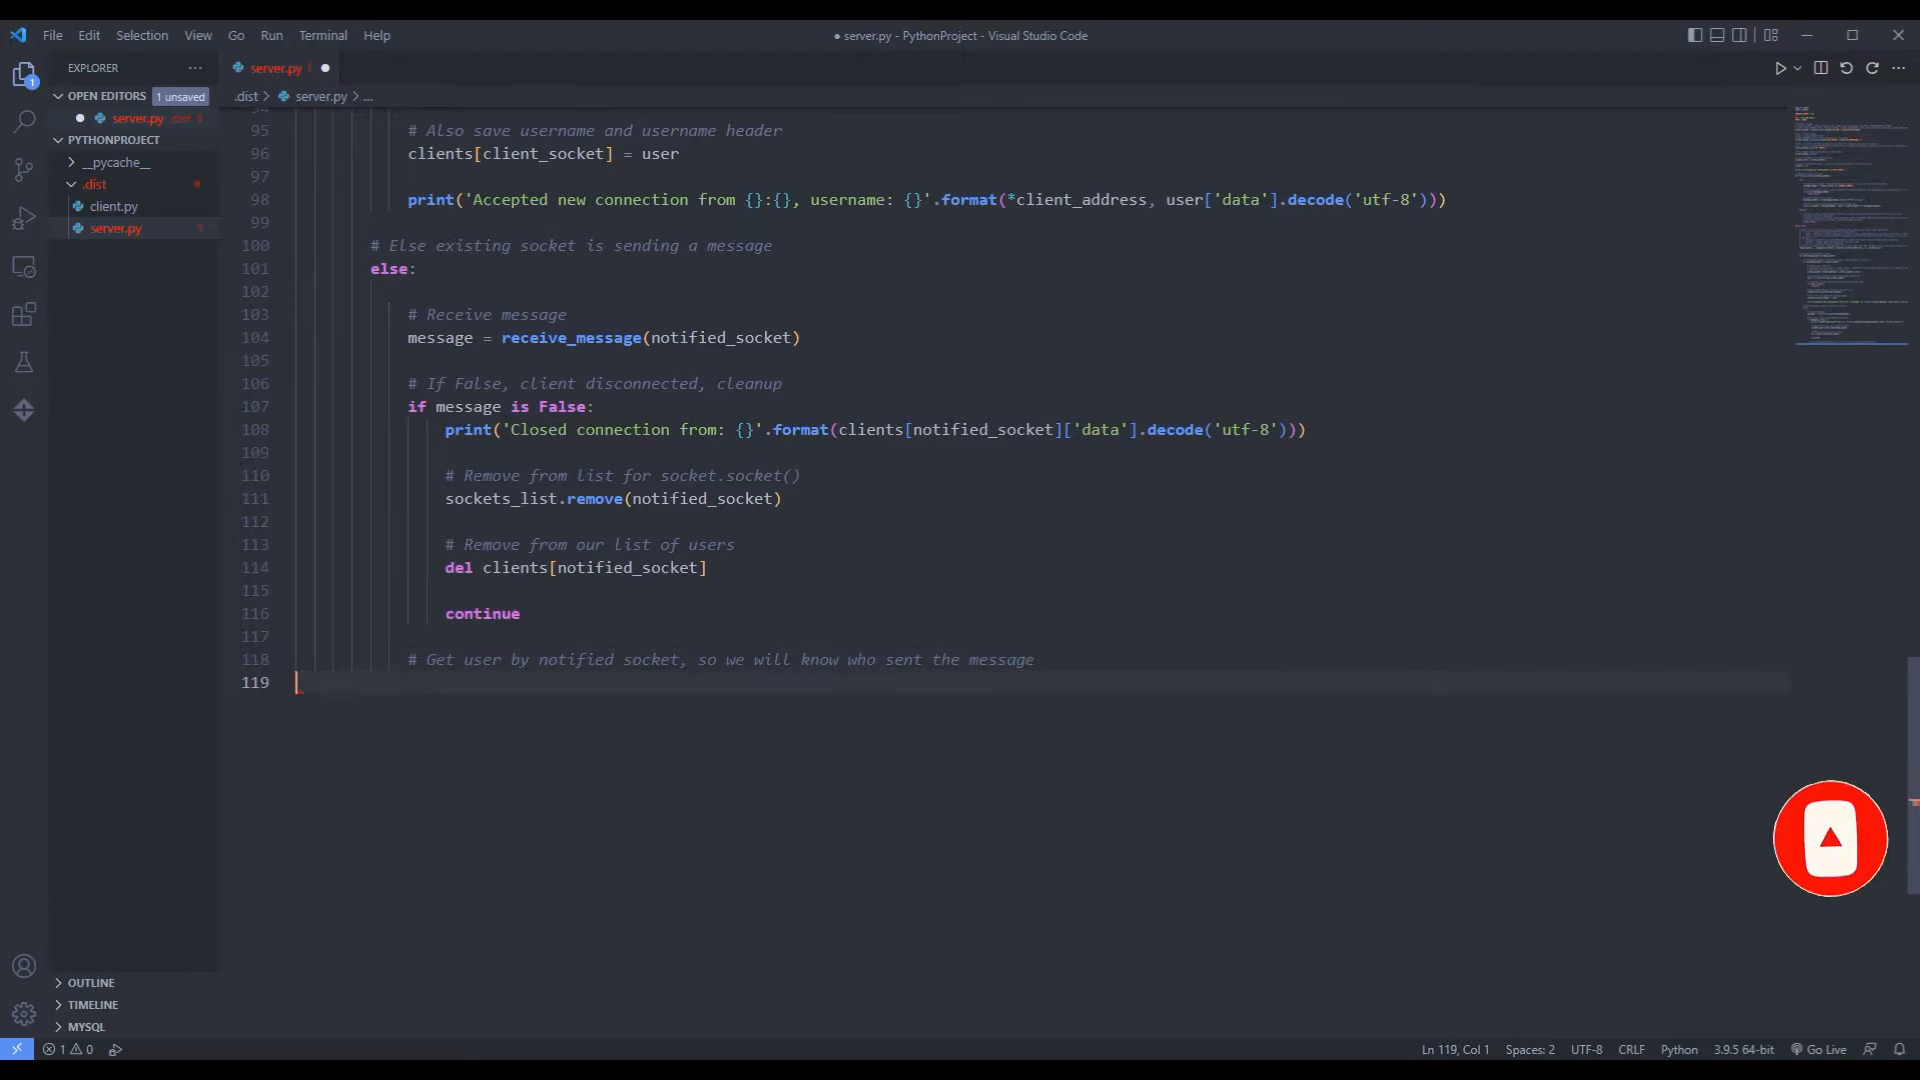 File Edit Selection View Go Run Terminal Help
● server.py - PythonProject - Visual Studio Code
EXPLORER
server.py
OPEN EDITORS 1 unsaved
server.py .dist 1
PYTHONPROJECT
__pycache__
.dist
client.py
server.py 1
OUTLINE
TIMELINE
MYSQL
.dist > server.py > ...
95 # Also save username and username header
96 clients[client_socket] = user
97
98 print('Accepted new connection from {}:{}, username: {}'.format(*client_address, user['data'].decode('utf-8')))
99
100 # Else existing socket is sending a message
101 else:
102
103 # Receive message
104 message = receive_message(notified_socket)
105
106 # If False, client disconnected, cleanup
107 if message is False:
108 print('Closed connection from: {}'.format(clients[notified_socket]['data'].decode('utf-8')))
109
110 # Remove from list for socket.socket()
111 sockets_list.remove(notified_socket)
112
113 # Remove from our list of users
114 del clients[notified_socket]
115
116 continue
117
118 # Get user by notified socket, so we will know who sent the message
119
1 0
Ln 119, Col 1 Spaces: 2 UTF-8 CRLF Python 3.9.5 64-bit Go Live